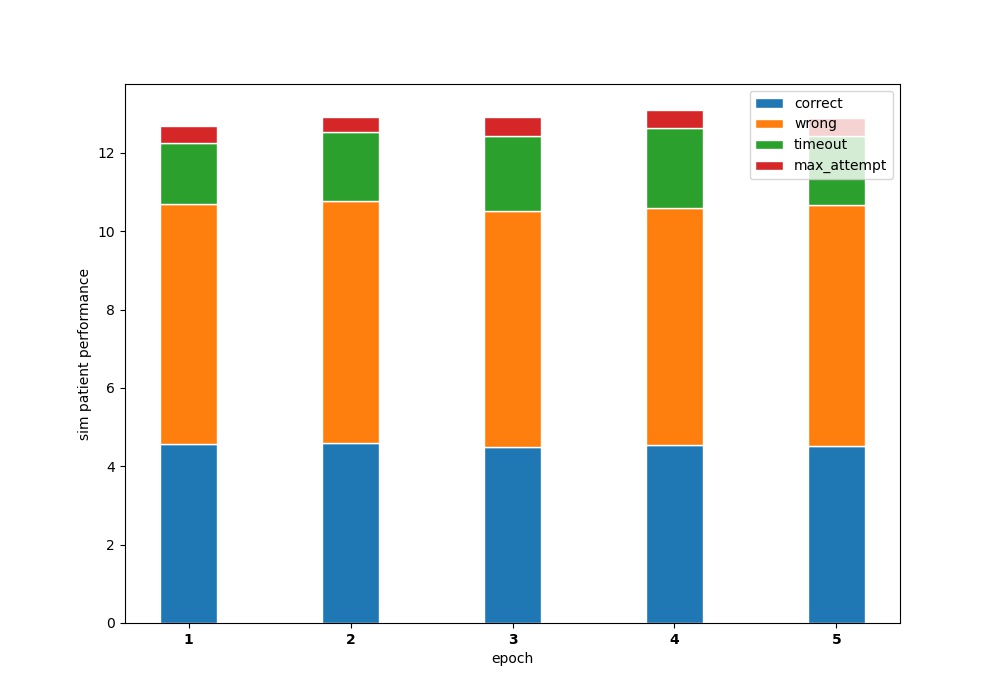 correct
wrong
timeout
max_attempt
12
10
8
6
4
2
0
sim patient performance
1 2 3 4 5
epoch